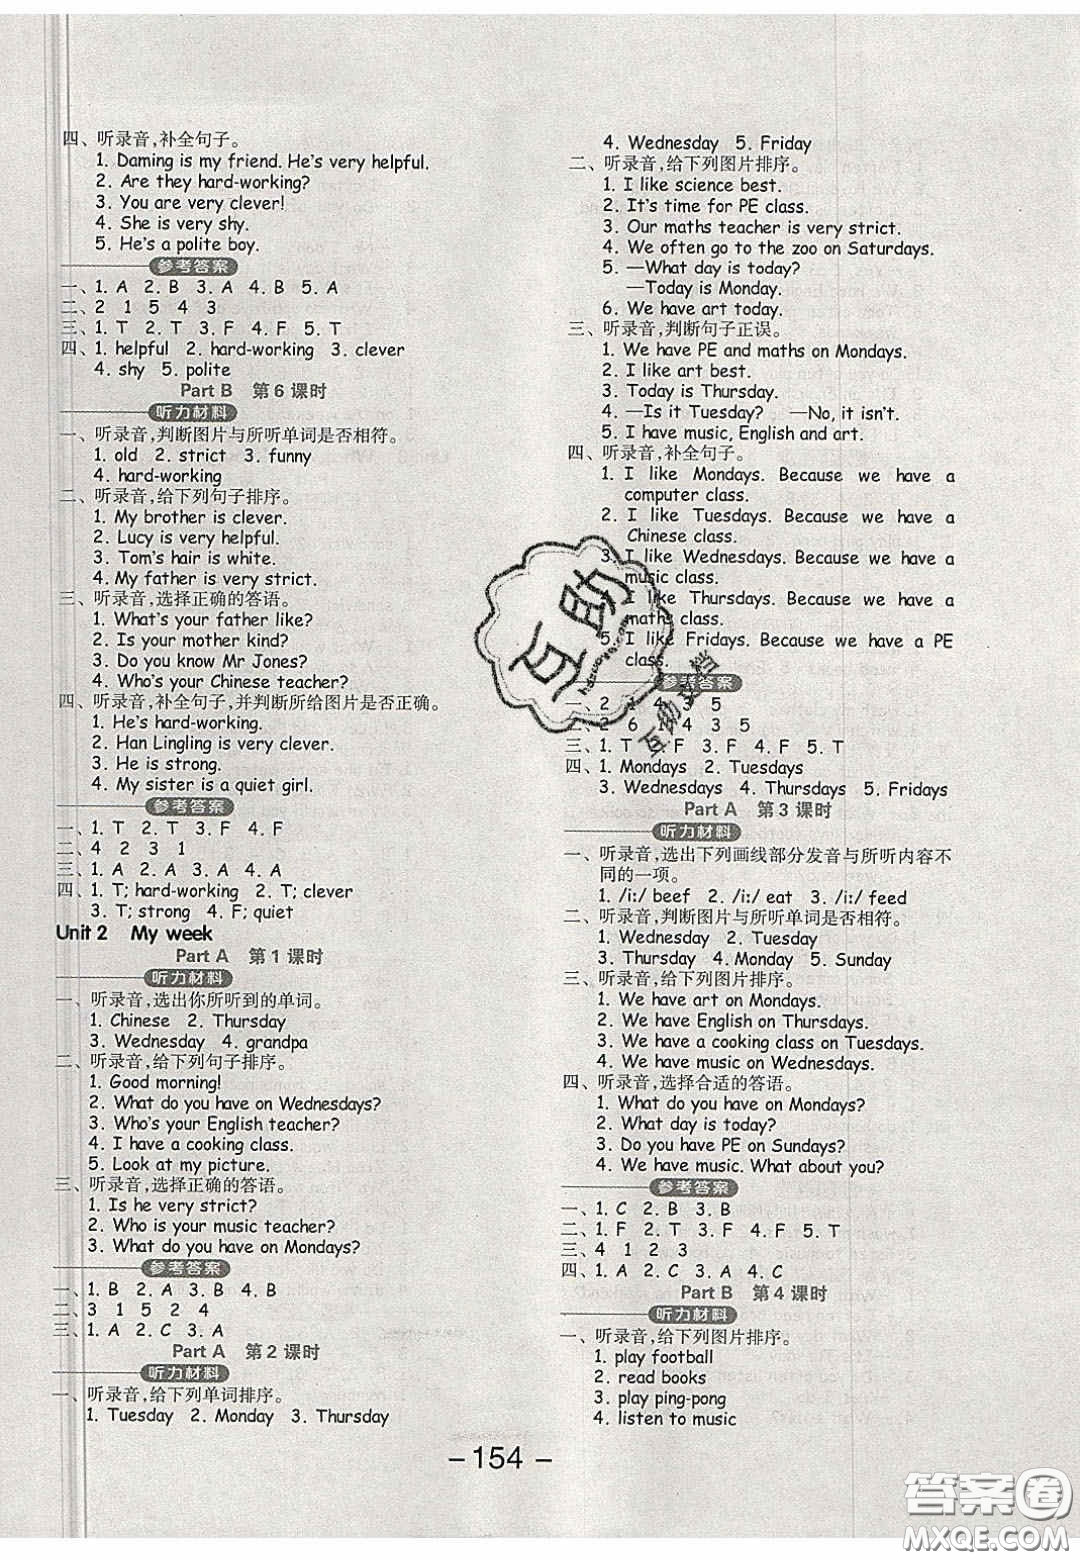 四、听录音,补全句子。
1. Daming is my friend. He's very helpful.
2. Are they hard-working?
3. You are very clever!
4. She is very shy.
5. He's a polite boy.
参考答案
一、1. A 2. B 3. A 4. B 5. A
二、2 1 5 4 3
三、1. T 2. T 3. F 4. F 5. T
四、1. helpful 2. hard-working 3. clever
4. shy 5. polite
Part B 第 6 课时
听力材料
一、听录音,判断图片与所听单词是否相符。
1. old 2. strict 3. funny
4. hard-working
二、听录音,给下列句子排序。
1. My brother is clever.
2. Lucy is very helpful.
3. Tom's hair is white.
4. My father is very strict.
三、听录音,选择正确的答语。
1. What's your father like?
2. Is your mother kind?
3. Do you know Mr Jones?
4. Who's your Chinese teacher?
四、听录音,补全句子,并判断所给图片是否正确。
1. He's hard-working.
2. Han Lingling is very clever.
3. He is strong.
4. My sister is a quiet girl.
参考答案
一、1. T 2. T 3. F 4. F
二、4 2 3 1
三、1. A 2. A 3. A 4. A
四、1. T; hard-working 2. T; clever
3. T; strong 4. F; quiet
Unit 2 My week
Part A 第 1 课时
听力材料
一、听录音,选出你所听到的单词。
1. Chinese 2. Thursday
3. Wednesday 4. grandpa
二、听录音,给下列句子排序。
1. Good morning!
2. What do you have on Wednesdays?
3. Who's your English teacher?
4. I have a cooking class.
5. Look at my picture.
三、听录音,选择正确的答语。
1. Is he very strict?
2. Who is your music teacher?
3. What do you have on Mondays?
参考答案
一、1. B 2. A 3. B 4. B
二、3 1 5 2 4
三、1. A 2. C 3. A
Part A 第 2 课时
听力材料
一、听录音,给下列单词排序。
1. Tuesday 2. Monday 3. Thursday
4. Wednesday 5. Friday
二、听录音,给下列图片排序。
1. I like science best.
2. It's time for PE class.
3. Our maths teacher is very strict.
4. We often go to the zoo on Saturdays.
5. —What day is today?
—Today is Monday.
6. We have art today.
三、听录音,判断句子正误。
1. We have PE and maths on Mondays.
2. I like art best.
3. Today is Thursday.
4. —Is it Tuesday? —No, it isn't.
5. I have music, English and art.
四、听录音,补全句子。
1. I like Mondays. Because we have a
computer class.
2. I like Tuesdays. Because we have a
Chinese class.
3. I like Wednesdays. Because we have a
music class.
4. I like Thursdays. Because we have a
maths class.
5. I like Fridays. Because we have a PE
class.
参考答案
一、2 1 4 3 5
二、2 6 1 4 3 5
三、1. T 2. F 3. F 4. F 5. T
四、1. Mondays 2. Tuesdays
3. Wednesdays 4. Thursdays 5. Fridays
Part A 第 3 课时
听力材料
一、听录音,选出下列画线部分发音与所听内容不
同的一项。
1. /i:/ beef 2. /i:/ eat 3. /i:/ feed
二、听录音,判断图片与所听单词是否相符。
1. Wednesday 2. Tuesday
3. Thursday 4. Monday 5. Sunday
三、听录音,给下列图片排序。
1. We have art on Mondays.
2. We have English on Thursdays.
3. We have a cooking class on Tuesdays.
4. We have music on Wednesdays.
四、听录音,选择合适的答语。
1. What do you have on Mondays?
2. What day is today?
3. Do you have PE on Sundays?
4. We have music. What about you?
参考答案
一、1. C 2. B 3. B
二、1. F 2. T 3. F 4. F 5. T
三、4 1 2 3
四、1. A 2. C 3. A 4. C
Part B 第 4 课时
听力材料
一、听录音,给下列图片排序。
1. play football
2. read books
3. play ping-pong
4. listen to music
- 154 -
互助
互助文档
答案圈
MXQE.COM